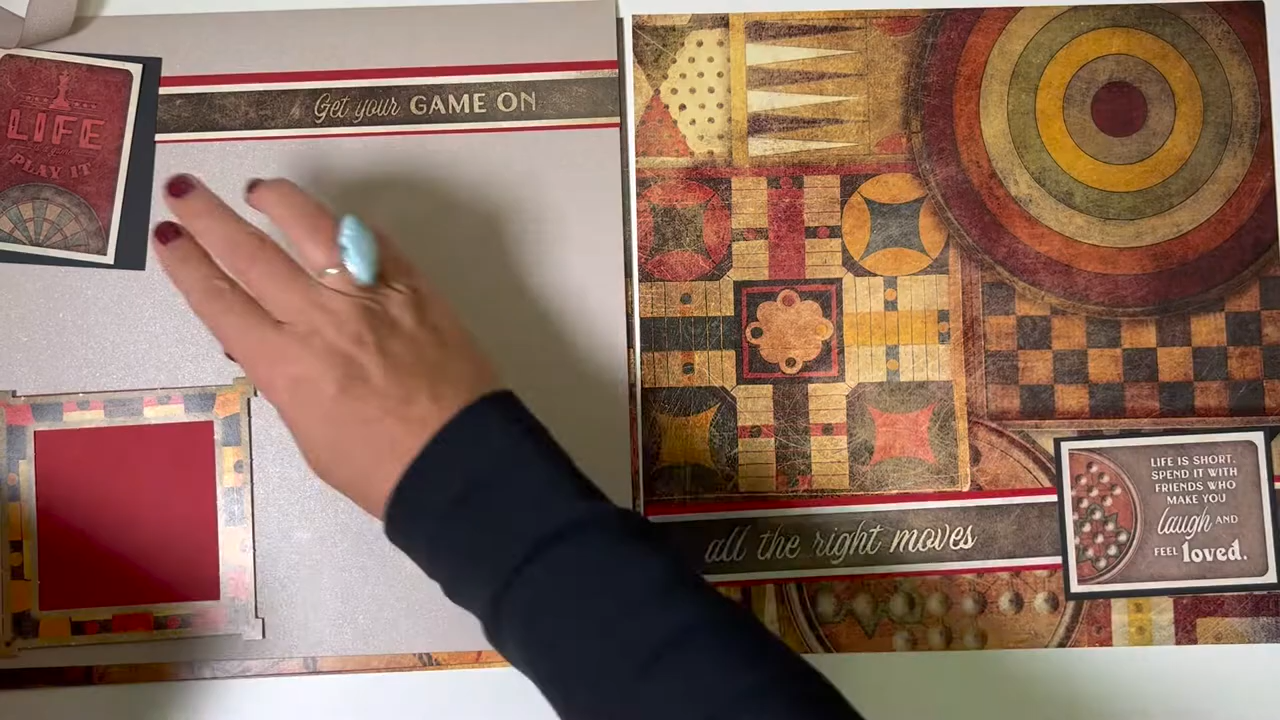 LIFE
PLAY IT
Get your GAME ON
all the right moves
LIFE IS SHORT.
SPEND IT WITH
FRIENDS WHO
MAKE YOU
laugh AND
FEEL loved.